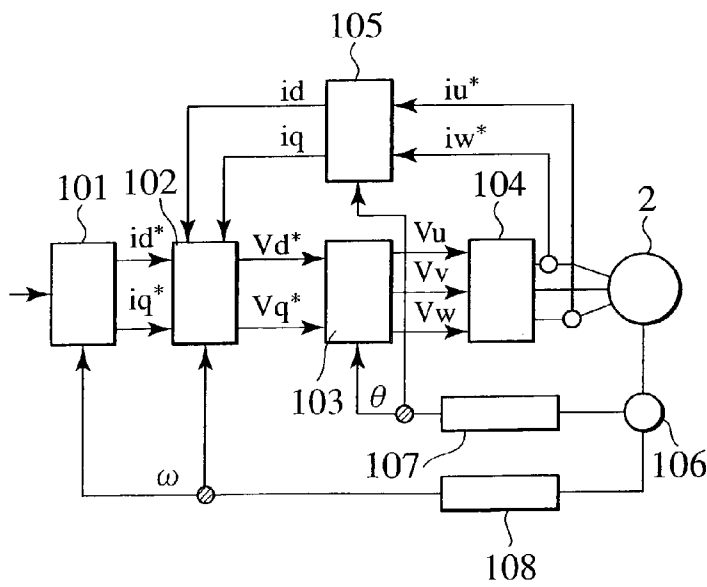 105
id
iu*
iq
iw*
101
102
104
2
id*
Vd*
Vu
Vv
iq*
Vq*
Vw
103
θ
107
106
ω
108